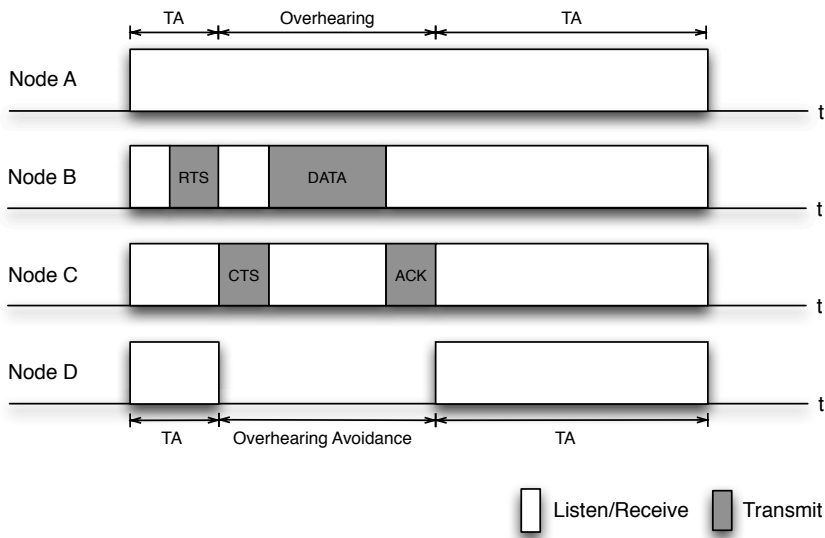 TA Overhearing TA
Node A
t
Node B RTS DATA
t
Node C CTS ACK
t
Node D
t
TA Overhearing Avoidance TA
Listen/Receive Transmit